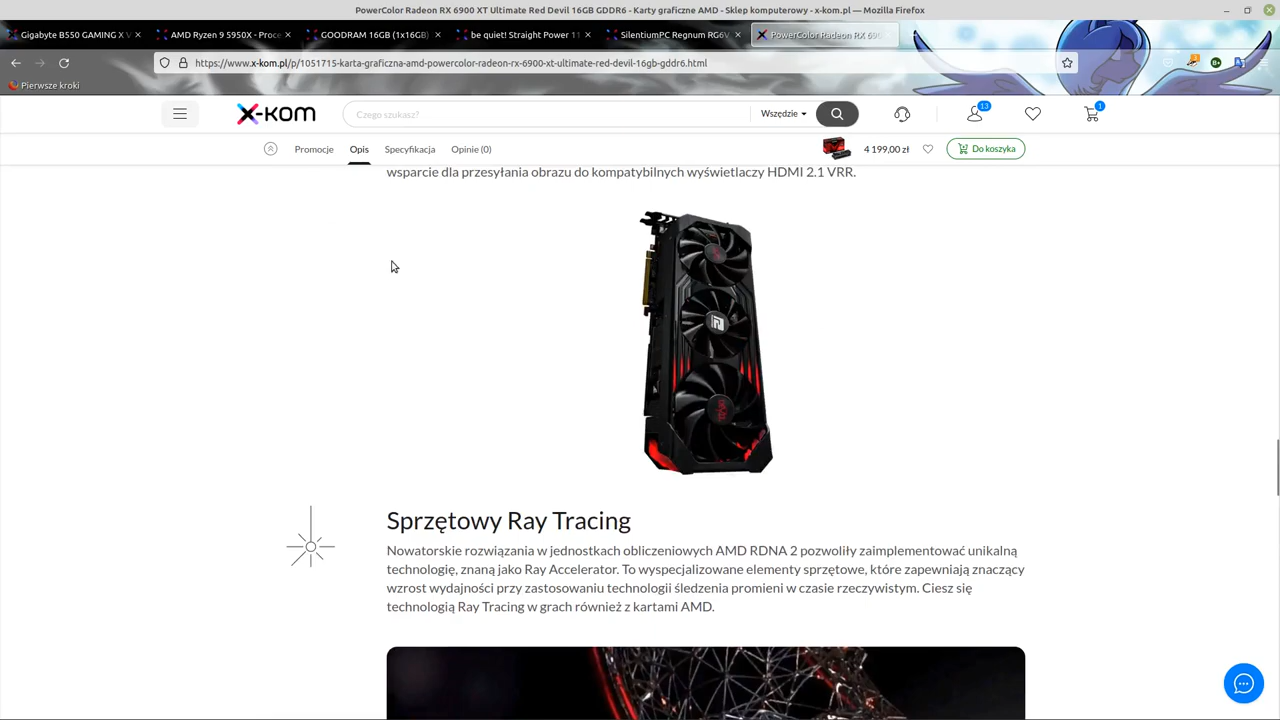 PowerColor Radeon RX 6900 XT Ultimate Red Devil 16GB GDDR6 - Karty graficzne AMD - Sklep komputerowy - x-kom.pl — Mozilla Firefox
Gigabyte B550 GAMING X V
AMD Ryzen 9 5950X - Proce
GOODRAM 16GB (1x16GB)
be quiet! Straight Power 11
SilentiumPC Regnum RG6V
PowerColor Radeon RX 690
https://www.x-kom.pl/p/1051715-karta-graficzna-amd-powercolor-radeon-rx-6900-xt-ultimate-red-devil-16gb-gddr6.html
Pierwsze kroki
x-kom
Czego szukasz?
Wszędzie
13
1
Promocje
Opis
Specyfikacja
Opinie (0)
4 199,00 zł
Do koszyka
wsparcie dla przesyłania obrazu do kompatybilnych wyświetlaczy HDMI 2.1 VRR.
Sprzętowy Ray Tracing
Nowatorskie rozwiązania w jednostkach obliczeniowych AMD RDNA 2 pozwoliły zaimplementować unikalną
technologię, znaną jako Ray Accelerator. To wyspecjalizowane elementy sprzętowe, które zapewniają znaczący
wzrost wydajności przy zastosowaniu technologii śledzenia promieni w czasie rzeczywistym. Ciesz się
technologią Ray Tracing w grach również z kartami AMD.